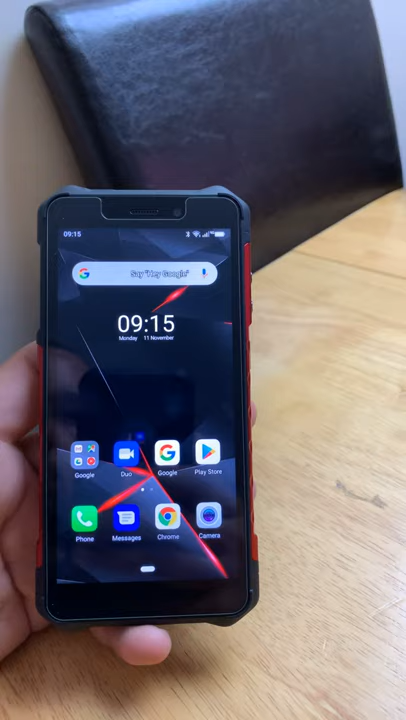 09:15
Say "Hey Google"
09:15
Monday 11 November
Google Duo Google Play Store
Phone Messages Chrome Camera